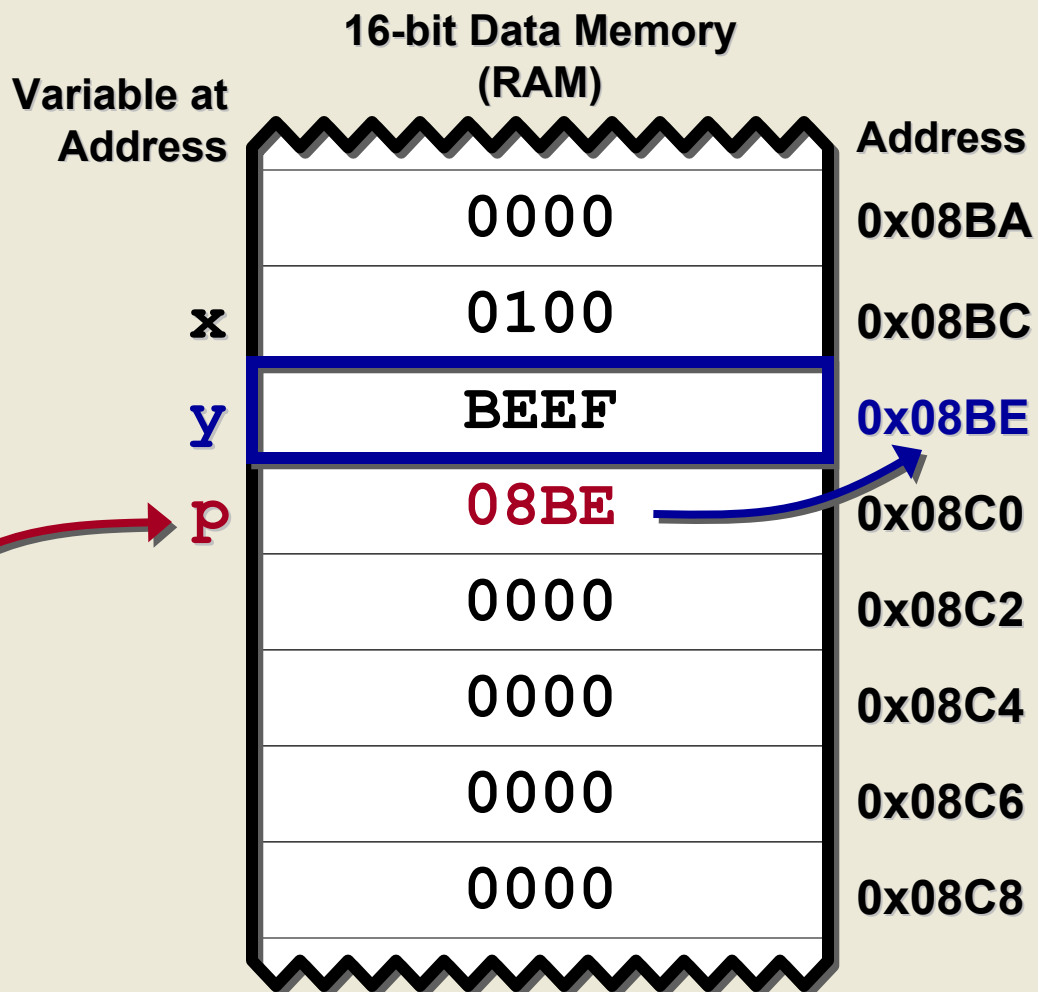 16-bit Data Memory
(RAM)
Variable at
Address
Address
0000 0x08BA
x 0100 0x08BC
y BEEF 0x08BE
p 08BE 0x08C0
0000 0x08C2
0000 0x08C4
0000 0x08C6
0000 0x08C8